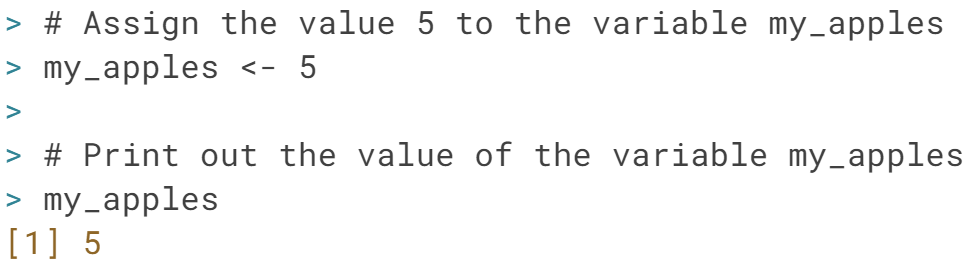 > # Assign the value 5 to the variable my_apples
> my_apples <- 5
>
> # Print out the value of the variable my_apples
> my_apples
[1] 5